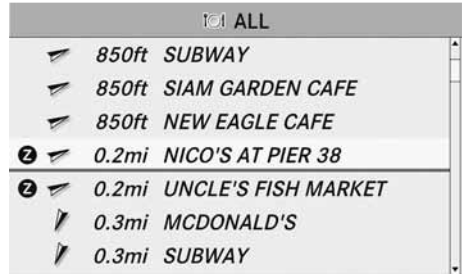 ALL
850ft SUBWAY
850ft SIAM GARDEN CAFE
850ft NEW EAGLE CAFE
Z 0.2mi NICO'S AT PIER 38
Z 0.2mi UNCLE'S FISH MARKET
0.3mi MCDONALD'S
0.3mi SUBWAY